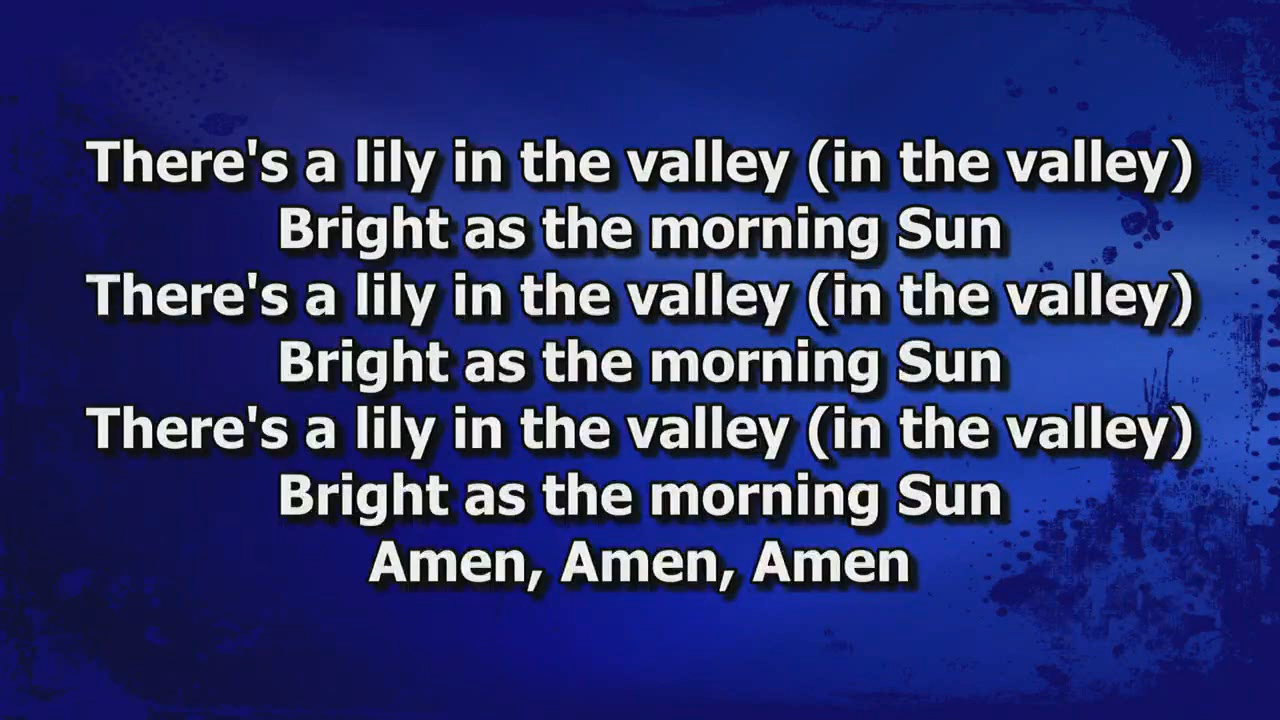 There's a lily in the valley (in the valley)
Bright as the morning Sun
There's a lily in the valley (in the valley)
Bright as the morning Sun
There's a lily in the valley (in the valley)
Bright as the morning Sun
Amen, Amen, Amen